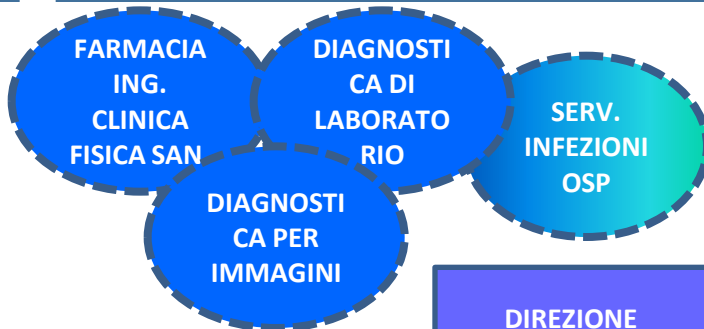 FARMACIA
ING.
CLINICA
FISICA SAN
DIAGNOSTI
CA DI
LABORATO
RIO
SERV.
INFEZIONI
OSP
DIAGNOSTI
CA PER
IMMAGINI
DIREZIONE